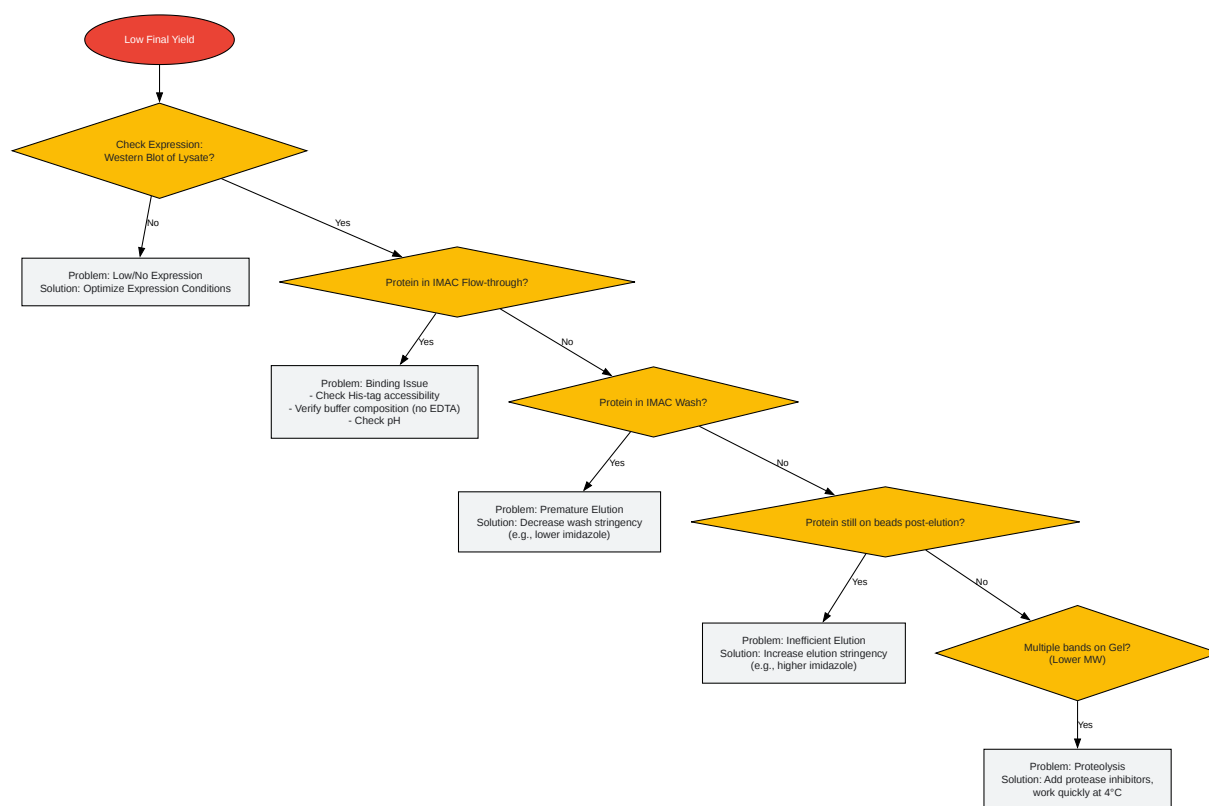 Low Final Yield
Check Expression:
Western Blot of Lysate?
No
Yes
Problem: Low/No Expression
Solution: Optimize Expression Conditions
Protein in IMAC Flow-through?
Yes
No
Problem: Binding Issue
- Check His-tag accessibility
- Verify buffer composition (no EDTA)
- Check pH
Protein in IMAC Wash?
Yes
No
Problem: Premature Elution
Solution: Decrease wash stringency
(e.g., lower imidazole)
Protein still on beads post-elution?
Yes
No
Problem: Inefficient Elution
Solution: Increase elution stringency
(e.g., higher imidazole)
Multiple bands on Gel?
(Lower MW)
Yes
Problem: Proteolysis
Solution: Add protease inhibitors,
work quickly at 4°C